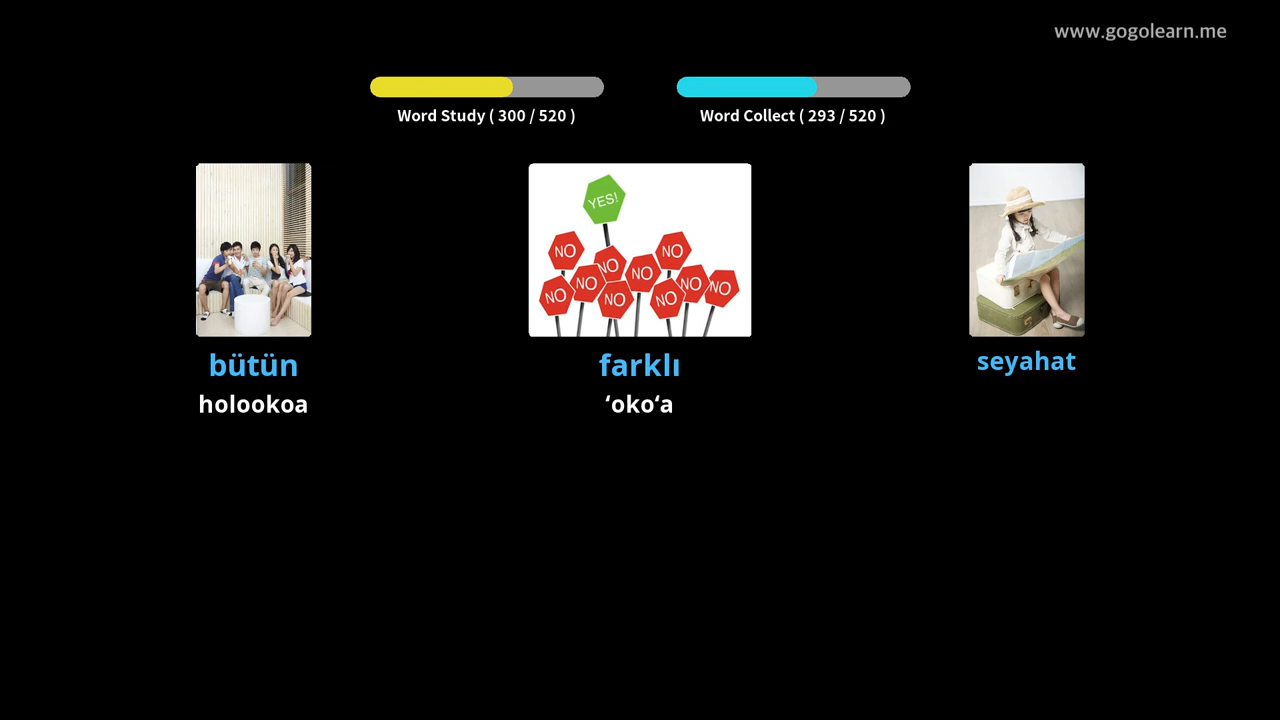 www.gogolearn.me
Word Study ( 300 / 520 )
Word Collect ( 293 / 520 )
YES!
NO
NO
NO
NO
NO
NO
NO
NO
NO
NO
bütün
farklı
seyahat
holookoa
ʻokoʻa